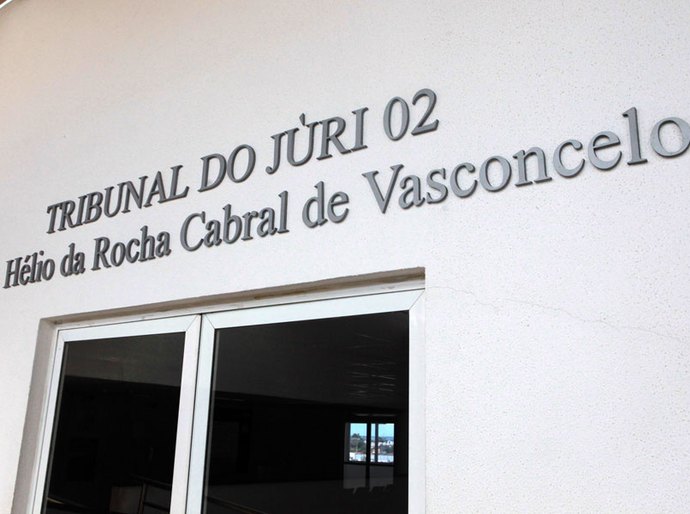 TRIBUNAL DO JÚRI 02
Hélio da Rocha Cabral de Vasconcelo